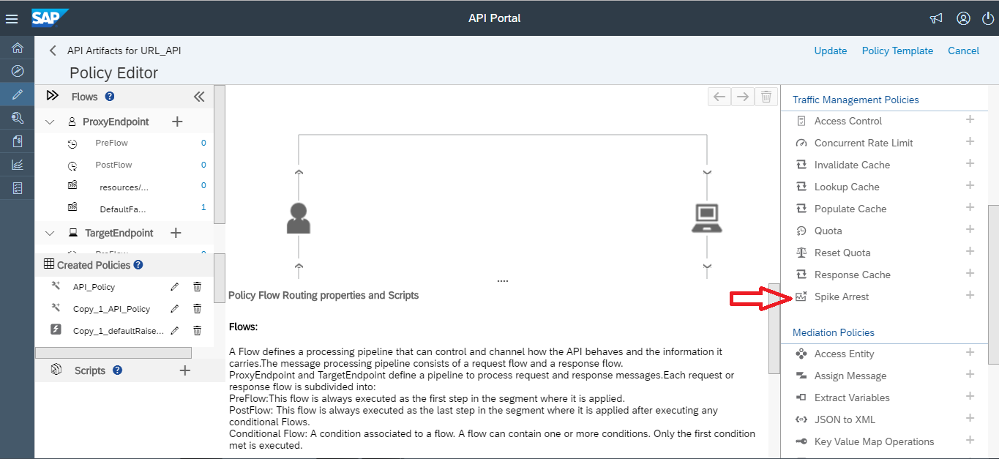 SAP
API Portal
API Artifacts for URL_API
Update
Policy Template
Cancel
Policy Editor
Flows ?
ProxyEndpoint
PreFlow 0
PostFlow 0
resources/... 0
DefaultFa... 1
TargetEndpoint
Created Policies ?
API_Policy
Copy_1_API_Policy
Copy_1_defaultRaise...
Scripts ?
....
Policy Flow Routing properties and Scripts
Flows:
A Flow defines a processing pipeline that can control and channel how the API behaves and the information it
carries.The message processing pipeline consists of a request flow and a response flow.
ProxyEndpoint and TargetEndpoint define a pipeline to process request and response messages.Each request or
response flow is subdivided into:
PreFlow:This flow is always executed as the first step in the segment where it is applied.
PostFlow: This flow is always executed as the last step in the segment where it is applied after executing any
conditional Flows.
Conditional Flow: A condition associated to a flow. A flow can contain one or more conditions. Only the first condition
met is executed.
Traffic Management Policies
Access Control
Concurrent Rate Limit
Invalidate Cache
Lookup Cache
Populate Cache
Quota
Reset Quota
Response Cache
Spike Arrest
Mediation Policies
Access Entity
Assign Message
Extract Variables
JSON to XML
Key Value Map Operations